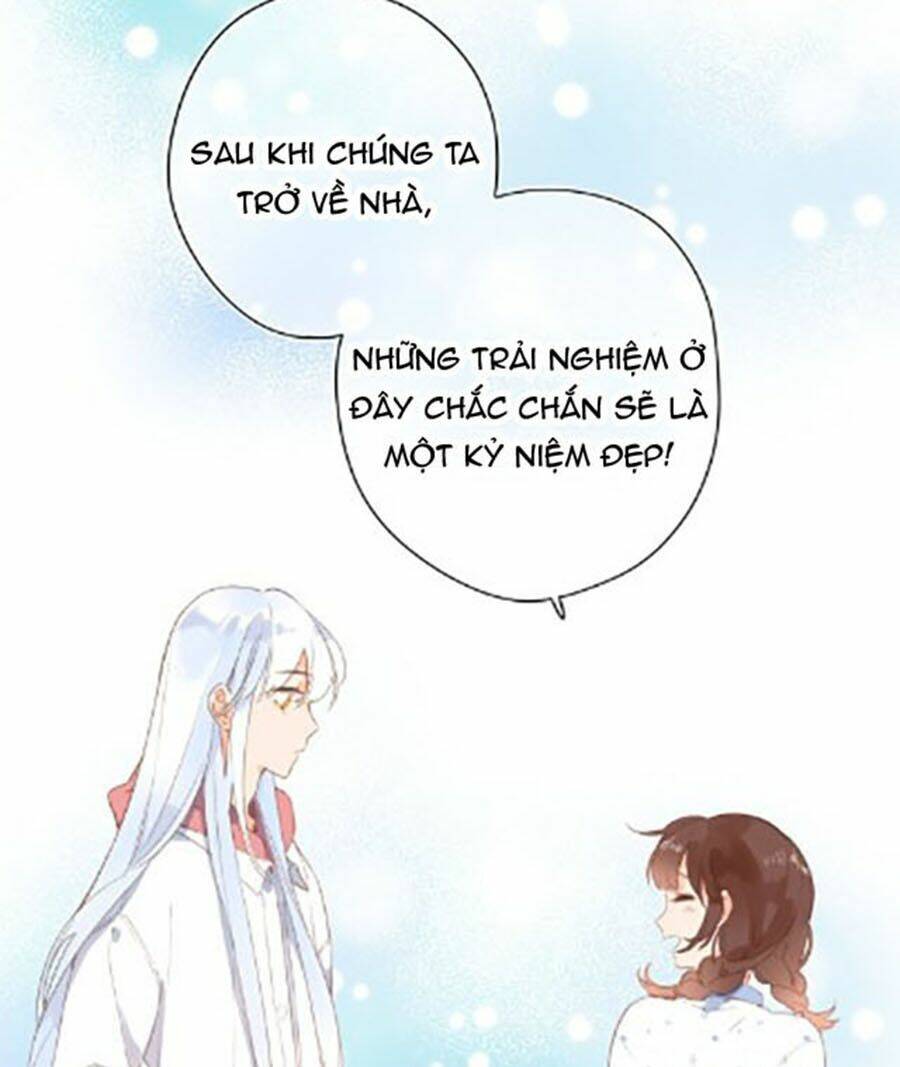 SAU KHI CHÚNG TA
TRỞ VỀ NHÀ,
NHỮNG TRẢI NGHIỆM Ở
ĐÂY CHẮC CHẮN SẼ LÀ
MỘT KỶ NIỆM ĐẸP!